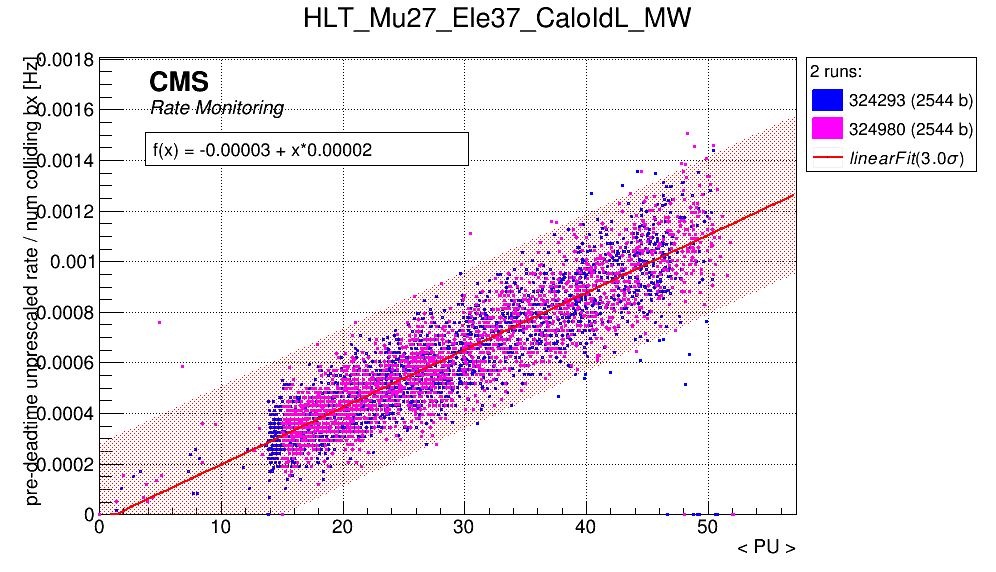 HLT_Mu27_Ele37_CaloIdL_MW
pre-deadtime unprescaled rate / num colliding bx [Hz]
0.0018
0.0016
0.0014
0.0012
0.001
0.0008
0.0006
0.0004
0.0002
0
CMS
Rate Monitoring
f(x) = -0.00003 + x*0.00002
0 10 20 30 40 50
< PU >
2 runs:
324293 (2544 b)
324980 (2544 b)
linearFit(3.0σ)